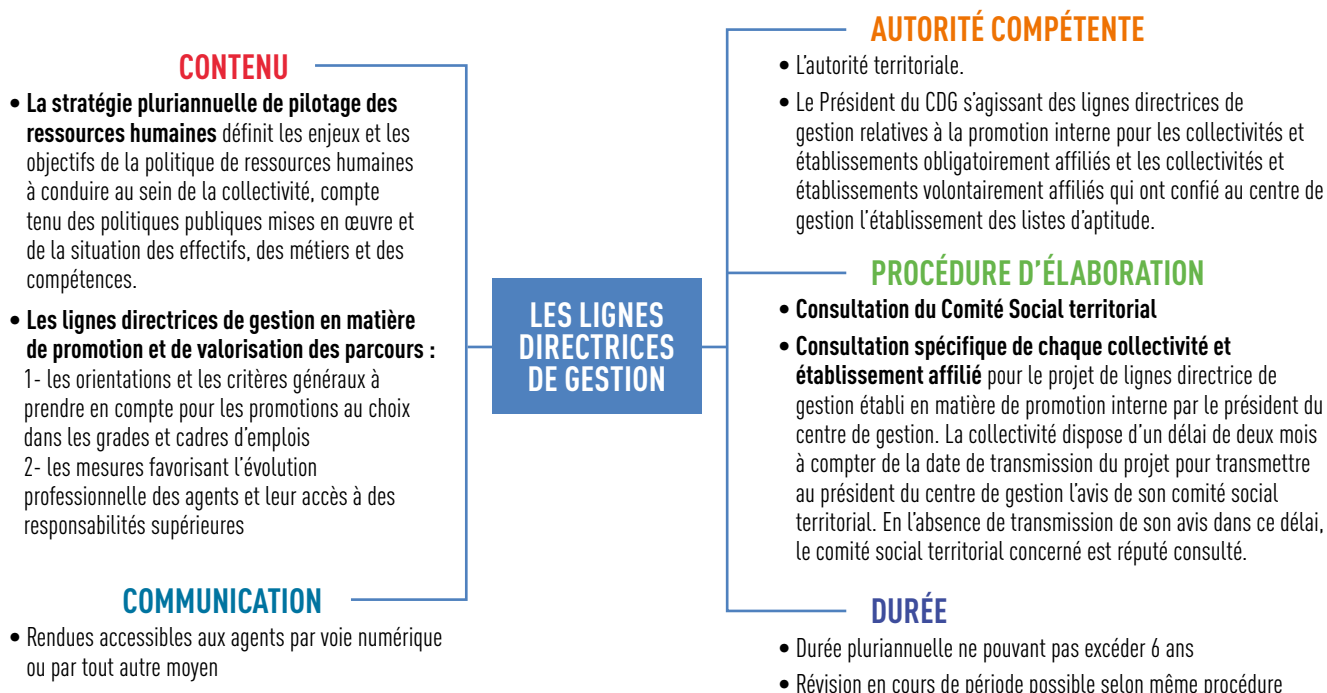 CONTENU
• La stratégie pluriannuelle de pilotage des
ressources humaines définit les enjeux et les
objectifs de la politique de ressources humaines
à conduire au sein de la collectivité, compte
tenu des politiques publiques mises en œuvre et
de la situation des effectifs, des métiers et des
compétences.
• Les lignes directrices de gestion en matière
de promotion et de valorisation des parcours :
1- les orientations et les critères généraux à
prendre en compte pour les promotions au choix
dans les grades et cadres d'emplois
2- les mesures favorisant l'évolution
professionnelle des agents et leur accès à des
responsabilités supérieures
COMMUNICATION
• Rendues accessibles aux agents par voie numérique
ou par tout autre moyen
LES LIGNES
DIRECTRICES
DE GESTION
AUTORITÉ COMPÉTENTE
• L'autorité territoriale.
• Le Président du CDG s'agissant des lignes directrices de
gestion relatives à la promotion interne pour les collectivités et
établissements obligatoirement affiliés et les collectivités et
établissements volontairement affiliés qui ont confié au centre de
gestion l'établissement des listes d'aptitude.
PROCÉDURE D'ÉLABORATION
• Consultation du Comité Social territorial
• Consultation spécifique de chaque collectivité et
établissement affilié pour le projet de lignes directrice de
gestion établi en matière de promotion interne par le président du
centre de gestion. La collectivité dispose d'un délai de deux mois
à compter de la date de transmission du projet pour transmettre
au président du centre de gestion l'avis de son comité social
territorial. En l'absence de transmission de son avis dans ce délai,
le comité social territorial concerné est réputé consulté.
DURÉE
• Durée pluriannuelle ne pouvant pas excéder 6 ans
• Révision en cours de période possible selon même procédure